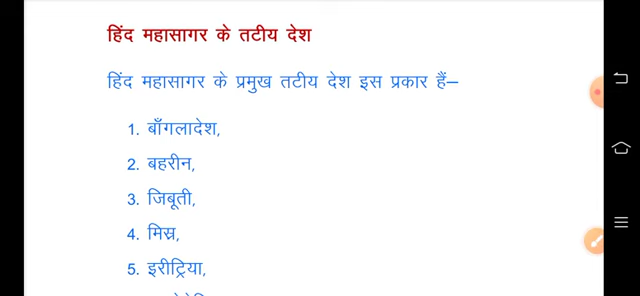 हिंद महासागर के तटीय देश
हिंद महासागर के प्रमुख तटीय देश इस प्रकार हैं–
1. बाँगलादेश,
2. बहरीन,
3. जिबूती,
4. मिस्र,
5. इरीट्रिया,